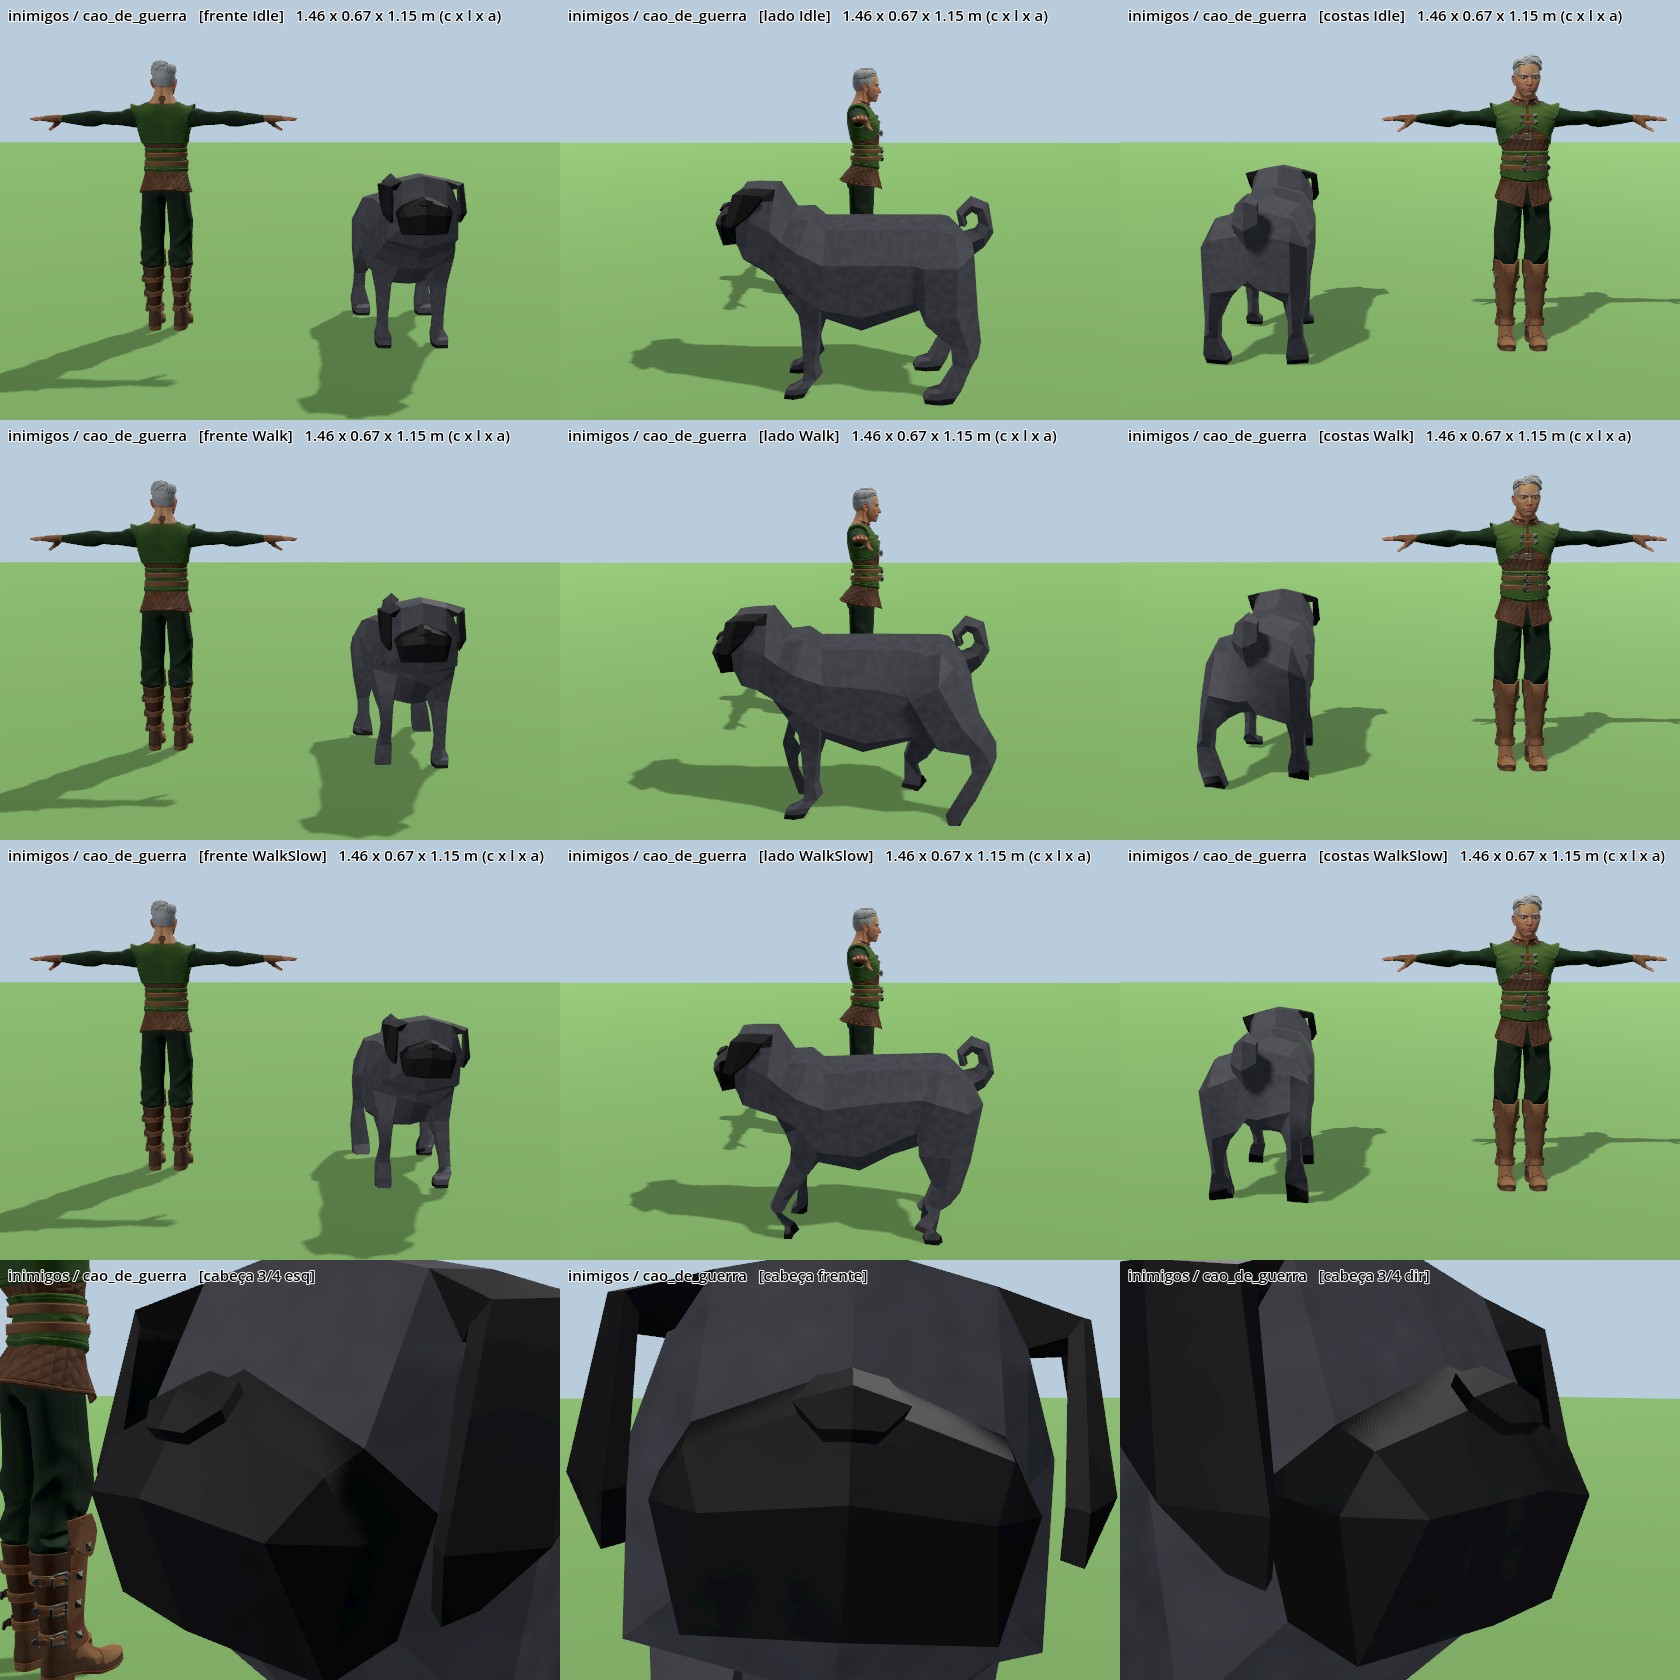 inimigos / cao_de_guerra [frente Idle] 1.46 x 0.67 x 1.15 m (c x l x a)
inimigos / cao_de_guerra [lado Idle] 1.46 x 0.67 x 1.15 m (c x l x a)
inimigos / cao_de_guerra [costas Idle] 1.46 x 0.67 x 1.15 m (c x l x a)
inimigos / cao_de_guerra [frente Walk] 1.46 x 0.67 x 1.15 m (c x l x a)
inimigos / cao_de_guerra [lado Walk] 1.46 x 0.67 x 1.15 m (c x l x a)
inimigos / cao_de_guerra [costas Walk] 1.46 x 0.67 x 1.15 m (c x l x a)
inimigos / cao_de_guerra [frente WalkSlow] 1.46 x 0.67 x 1.15 m (c x l x a)
inimigos / cao_de_guerra [lado WalkSlow] 1.46 x 0.67 x 1.15 m (c x l x a)
inimigos / cao_de_guerra [costas WalkSlow] 1.46 x 0.67 x 1.15 m (c x l x a)
inimigos / cao_de_guerra [cabeça 3/4 esq]
inimigos / cao_de_guerra [cabeça frente]
inimigos / cao_de_guerra [cabeça 3/4 dir]